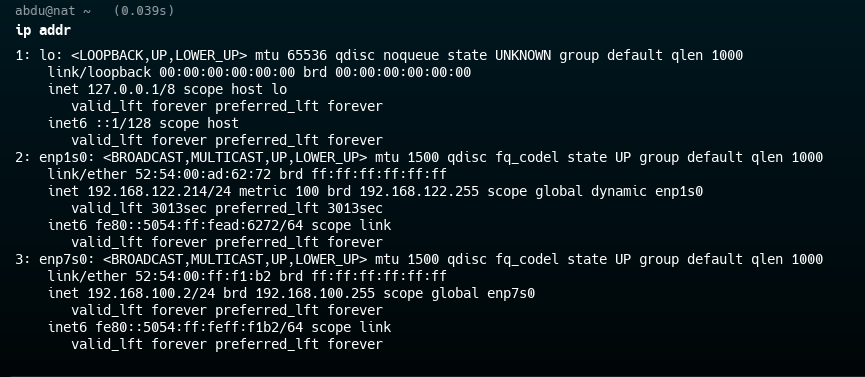 abdu@nat ~ (0.039s)
ip addr
1: lo: <LOOPBACK,UP,LOWER_UP> mtu 65536 qdisc noqueue state UNKNOWN group default qlen 1000
    link/loopback 00:00:00:00:00:00 brd 00:00:00:00:00:00
    inet 127.0.0.1/8 scope host lo
       valid_lft forever preferred_lft forever
    inet6 ::1/128 scope host
       valid_lft forever preferred_lft forever
2: enp1s0: <BROADCAST,MULTICAST,UP,LOWER_UP> mtu 1500 qdisc fq_codel state UP group default qlen 1000
    link/ether 52:54:00:ad:62:72 brd ff:ff:ff:ff:ff:ff
    inet 192.168.122.214/24 metric 100 brd 192.168.122.255 scope global dynamic enp1s0
       valid_lft 3013sec preferred_lft 3013sec
    inet6 fe80::5054:ff:fead:6272/64 scope link
       valid_lft forever preferred_lft forever
3: enp7s0: <BROADCAST,MULTICAST,UP,LOWER_UP> mtu 1500 qdisc fq_codel state UP group default qlen 1000
    link/ether 52:54:00:ff:f1:b2 brd ff:ff:ff:ff:ff:ff
    inet 192.168.100.2/24 brd 192.168.100.255 scope global enp7s0
       valid_lft forever preferred_lft forever
    inet6 fe80::5054:ff:feff:f1b2/64 scope link
       valid_lft forever preferred_lft forever